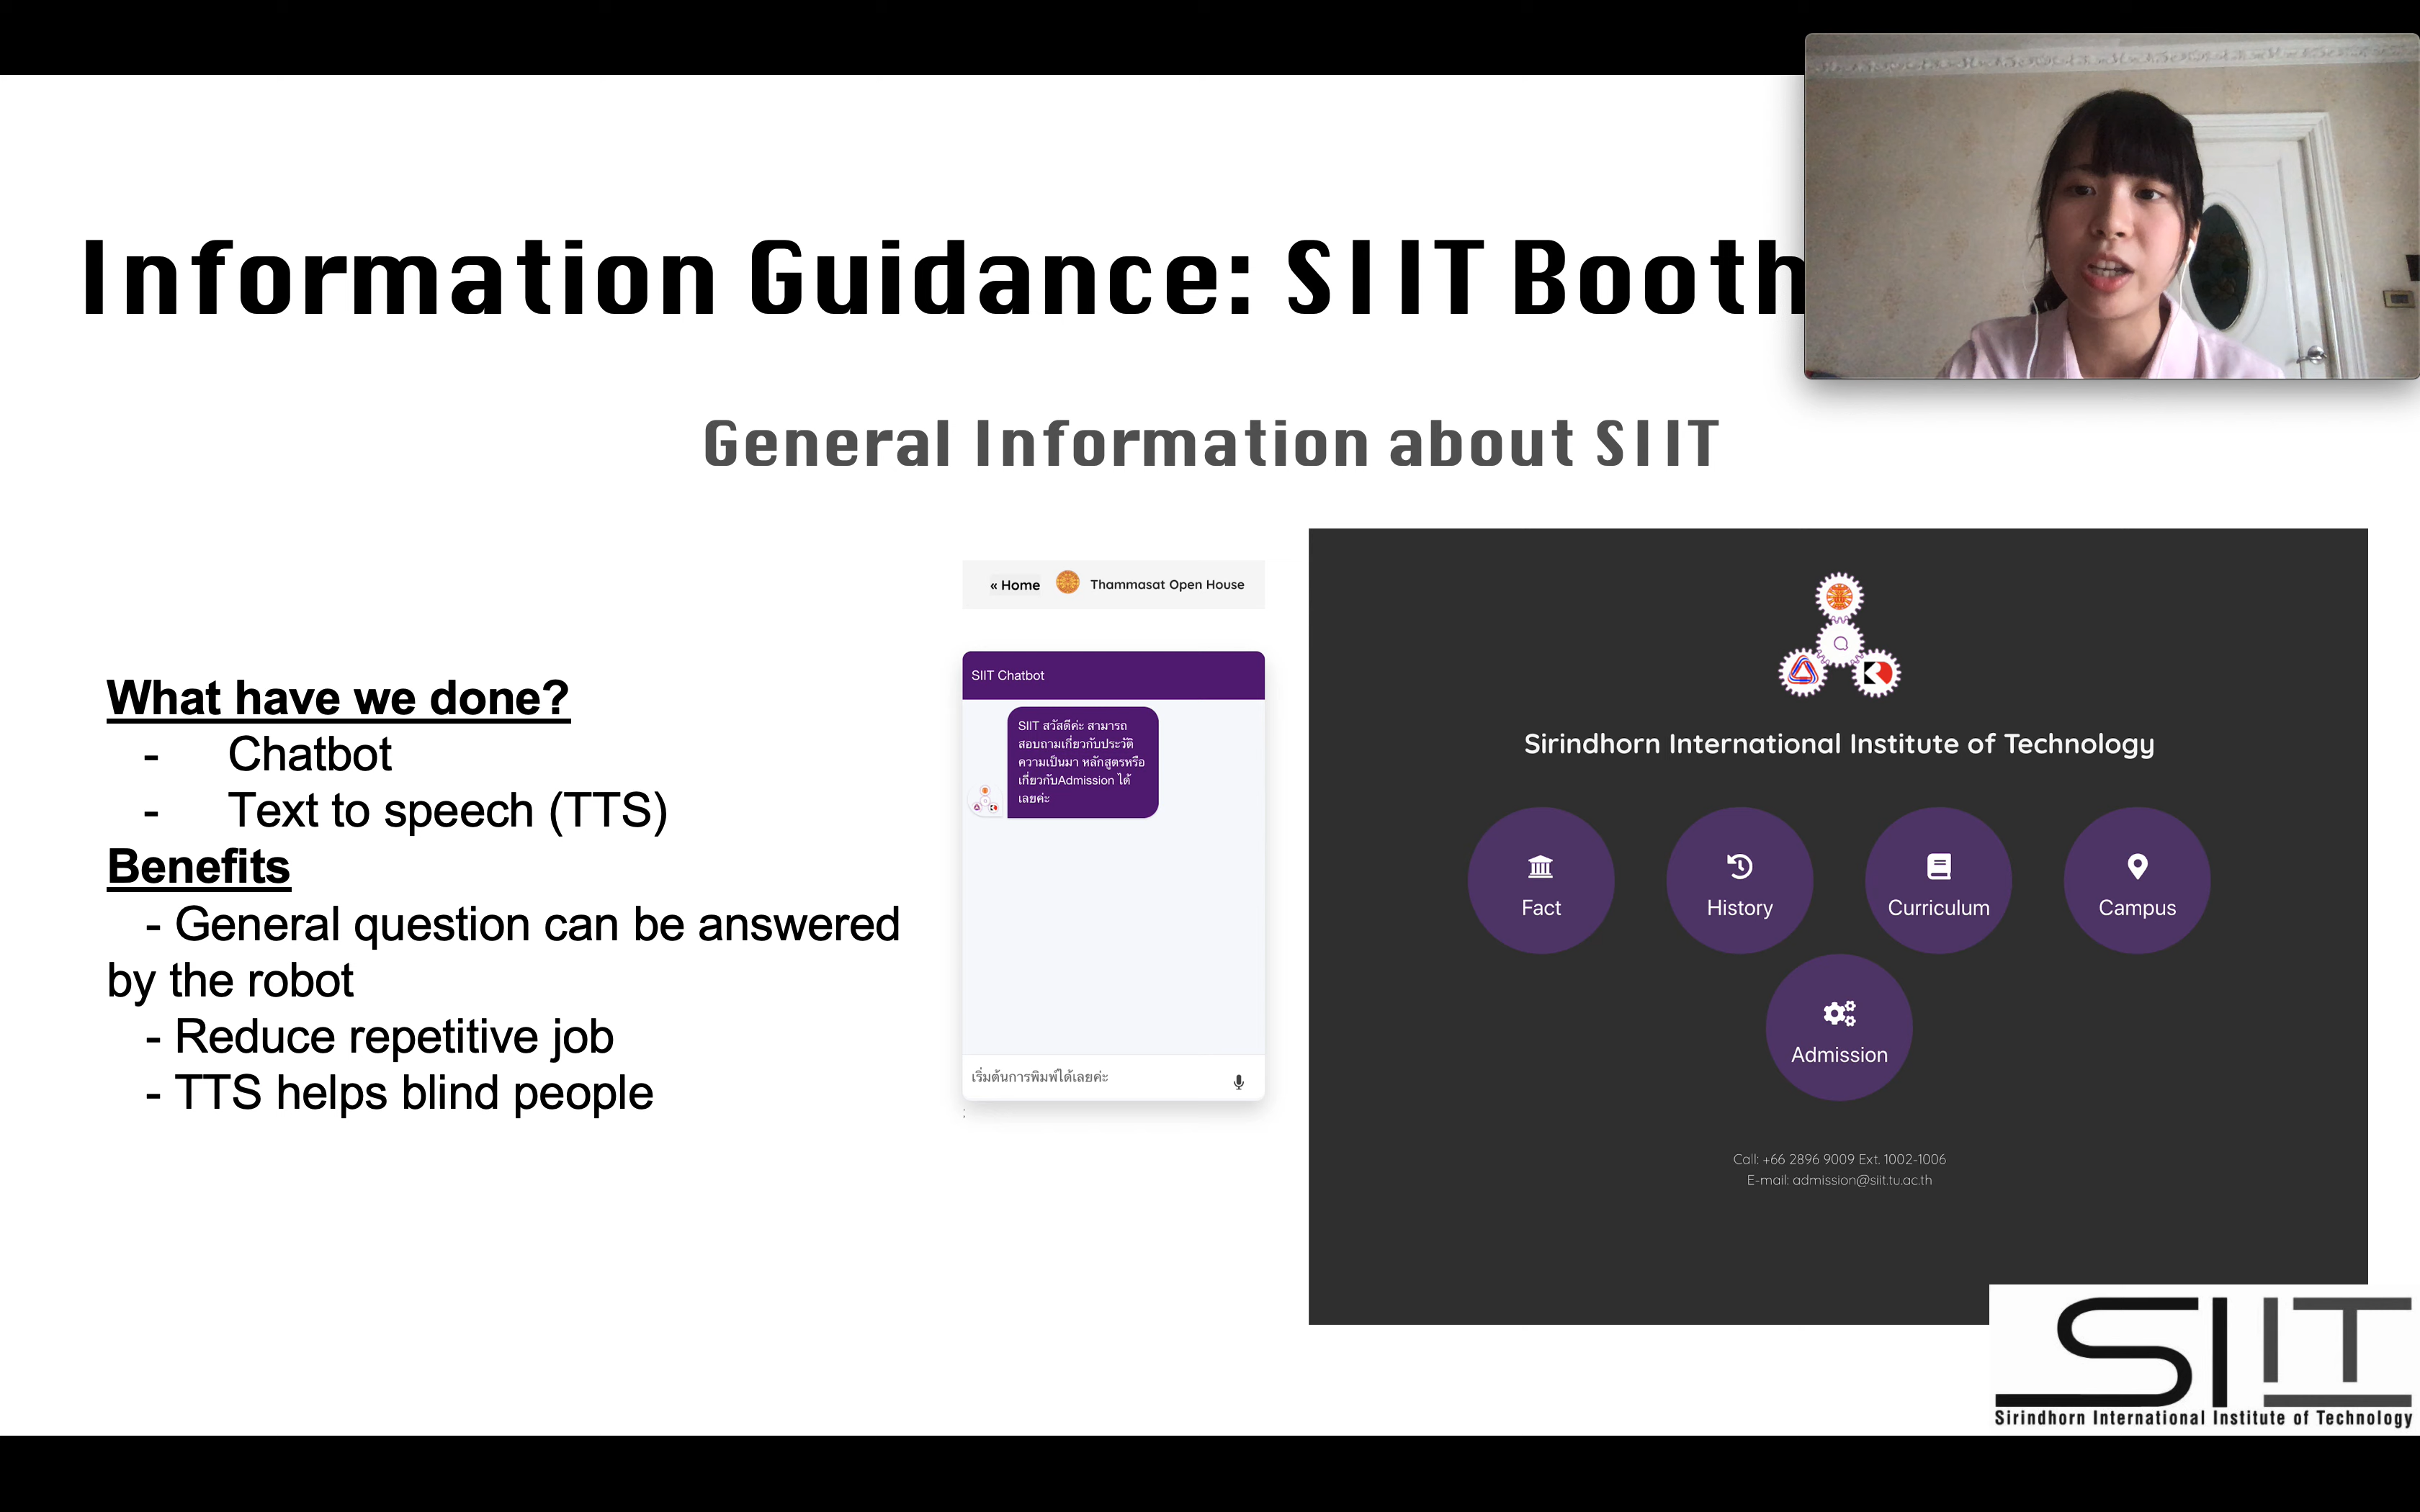 Information Guidance: SIIT Booth
General Information about SIIT
What have we done?
- Chatbot
- Text to speech (TTS)
Benefits
- General question can be answered
by the robot
- Reduce repetitive job
- TTS helps blind people
« Home Thammasat Open House
SIIT Chatbot
SIIT สวัสดีค่ะ สามารถ
สอบถามเกี่ยวกับประวัติ
ความเป็นมา หลักสูตรหรือ
เกี่ยวกับAdmission ได้
เลยค่ะ
เริ่มต้นการพิมพ์ได้เลยค่ะ
;
Sirindhorn International Institute of Technology
Fact
History
Curriculum
Campus
Admission
Call: +66 2896 9009 Ext. 1002-1006
E-mail: admission@siit.tu.ac.th
SIIT
Sirindhorn International Institute of Technology